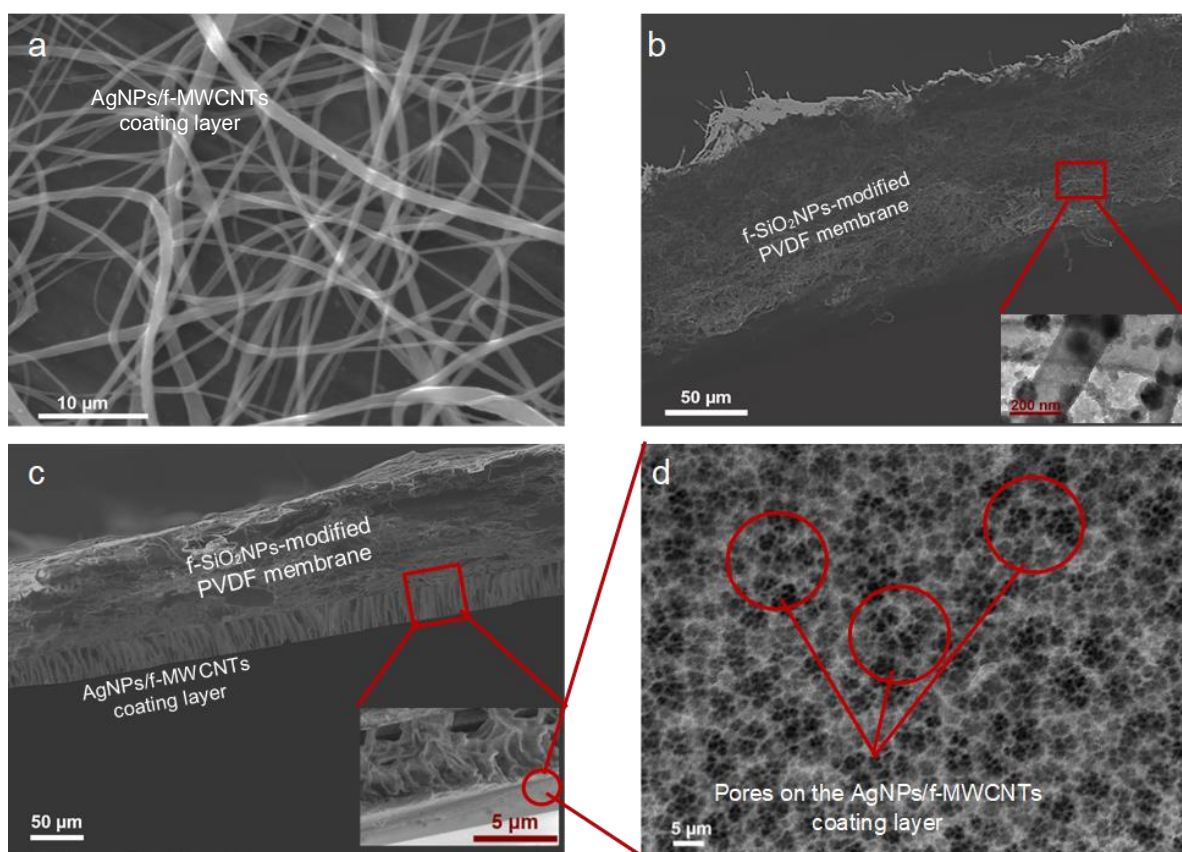 a
AgNPs/f-MWCNTs
coating layer
10 µm
b
f-SiO₂NPs-modified
PVDF membrane
50 µm
200 nm
c
f-SiO₂NPs-modified
PVDF membrane
AgNPs/f-MWCNTs
coating layer
50 µm
5 µm
d
Pores on the AgNPs/f-MWCNTs
coating layer
5 µm